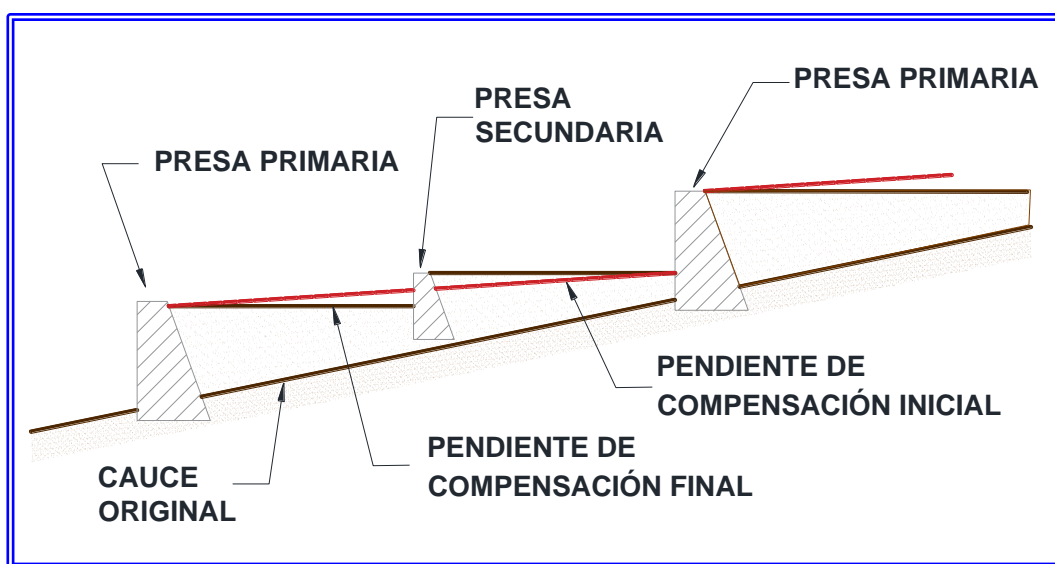 PRESA PRIMARIA
PRESA
SECUNDARIA
PRESA PRIMARIA
PENDIENTE DE
COMPENSACIÓN INICIAL
PENDIENTE DE
COMPENSACIÓN FINAL
CAUCE
ORIGINAL